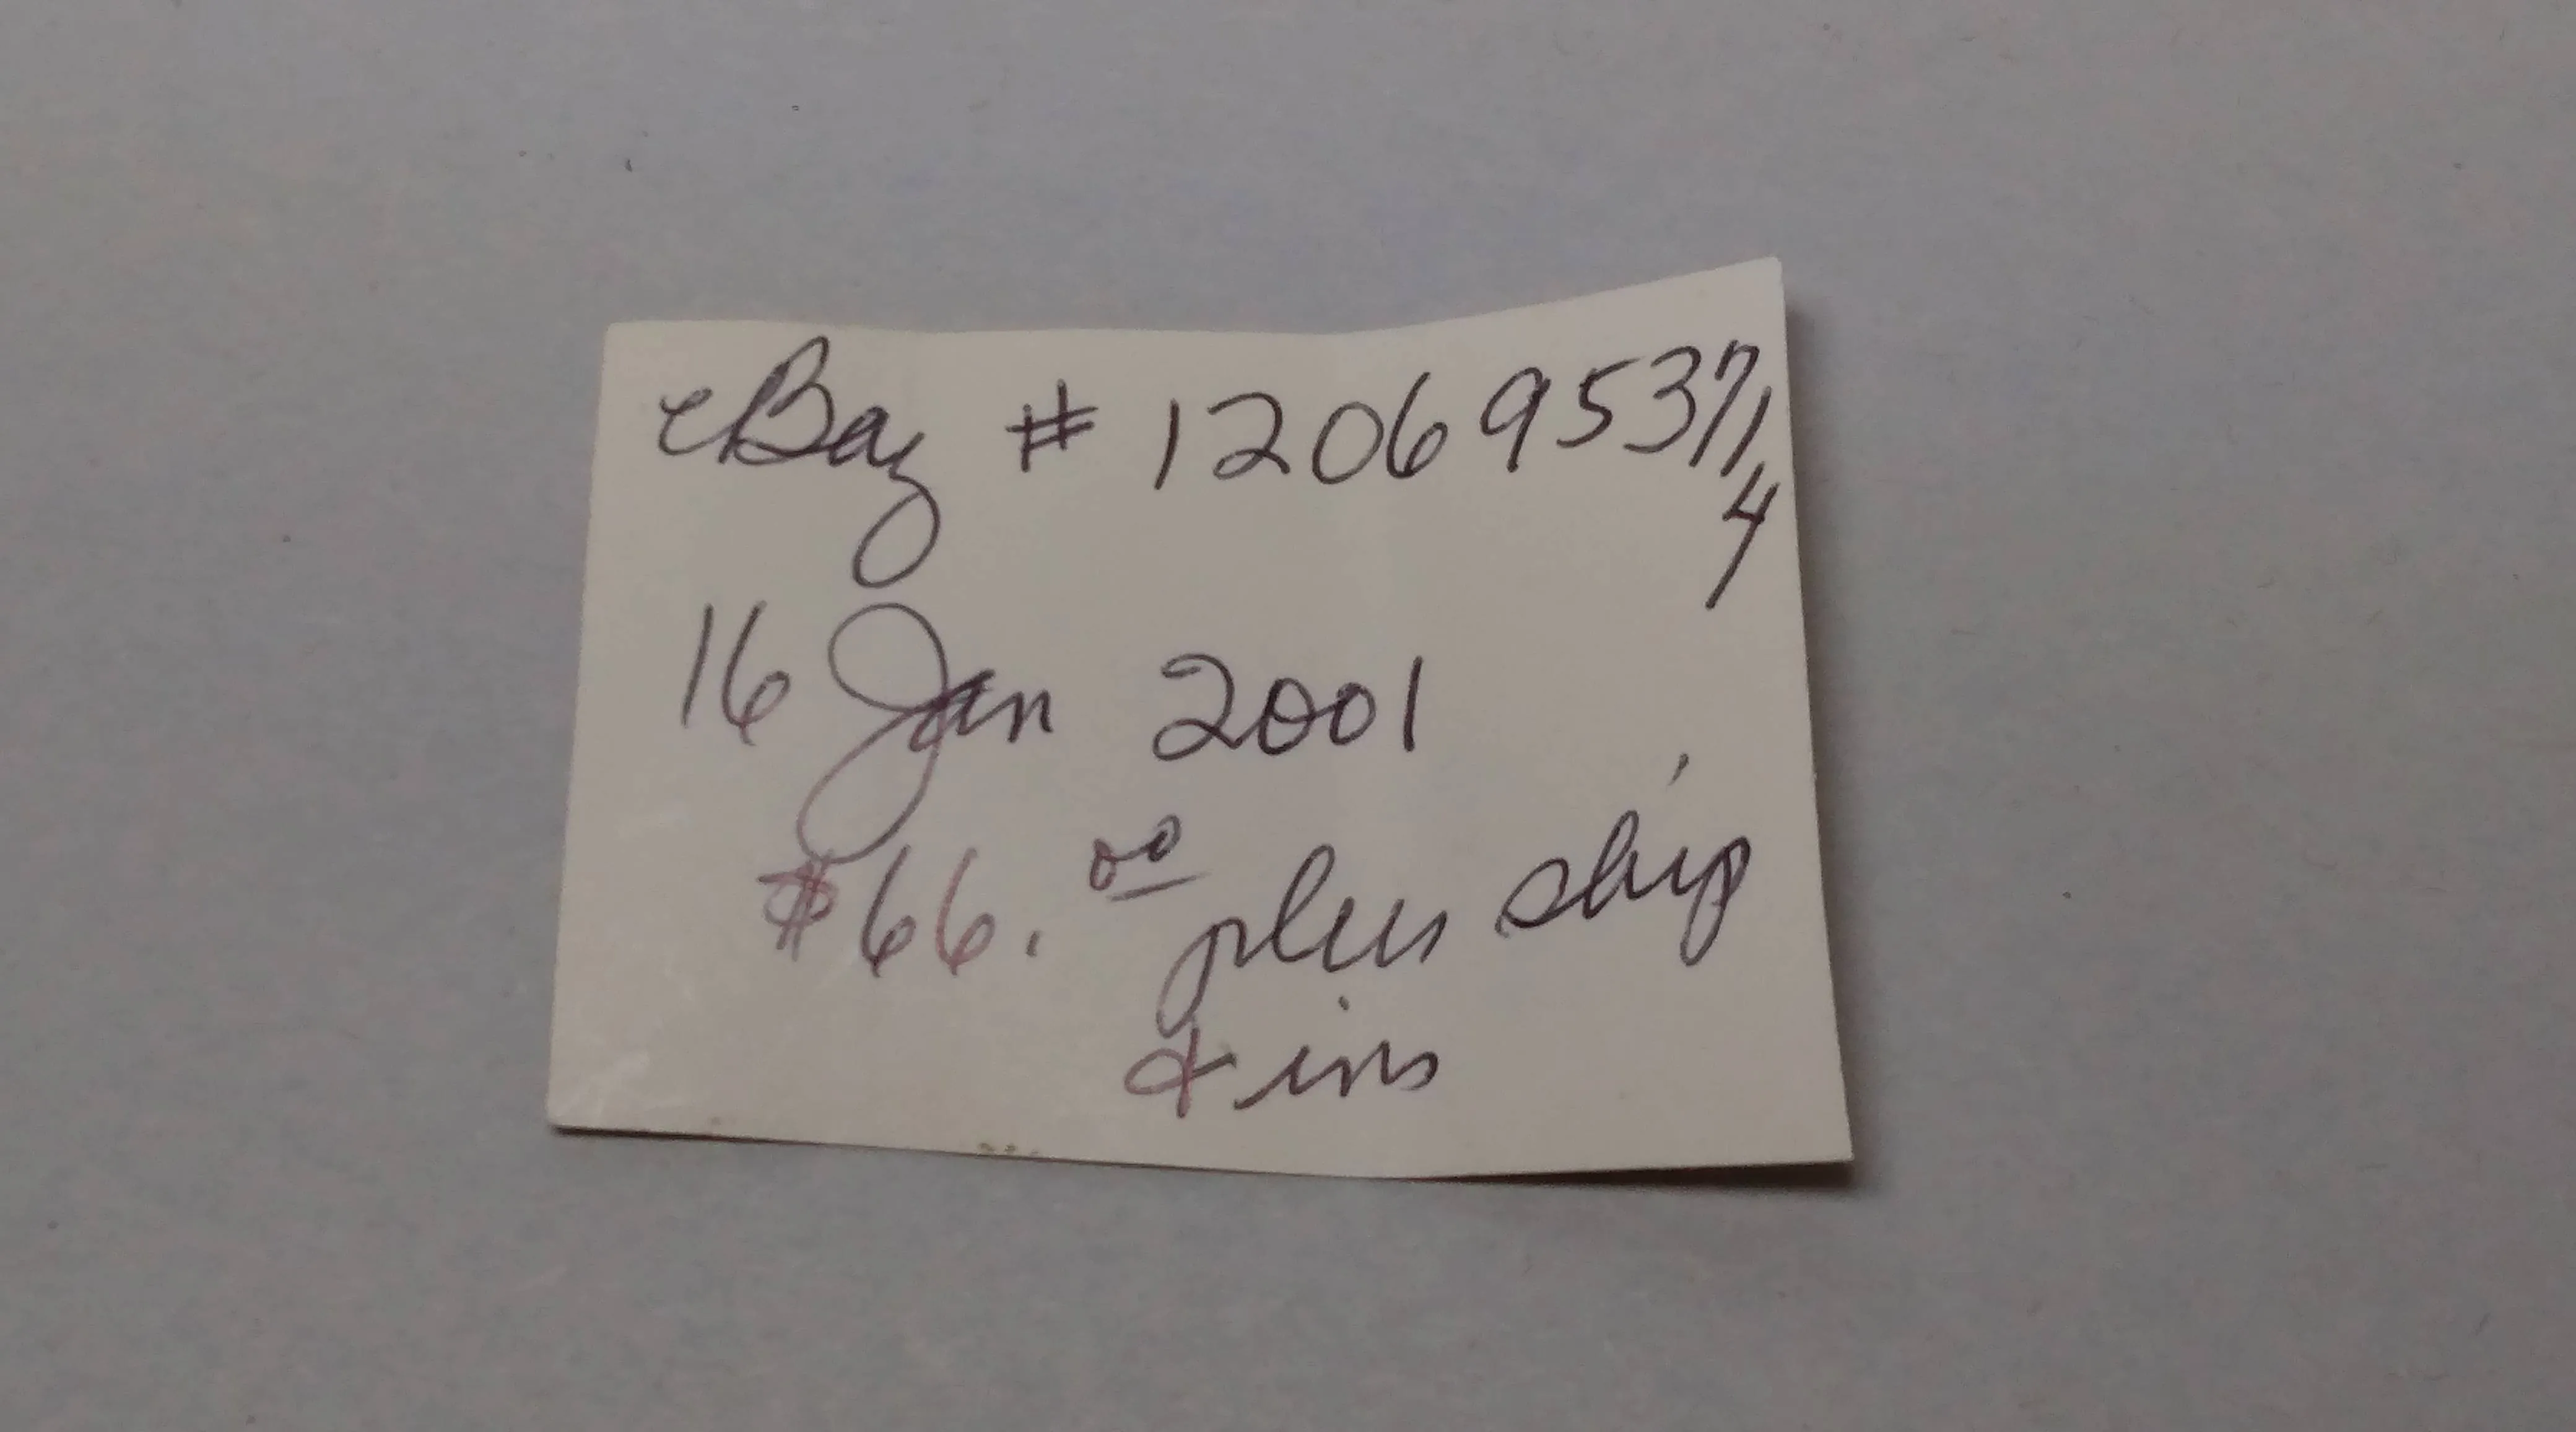 eBay # 1206953714
16 Jan 2001
$66.00 plus ship
& ins